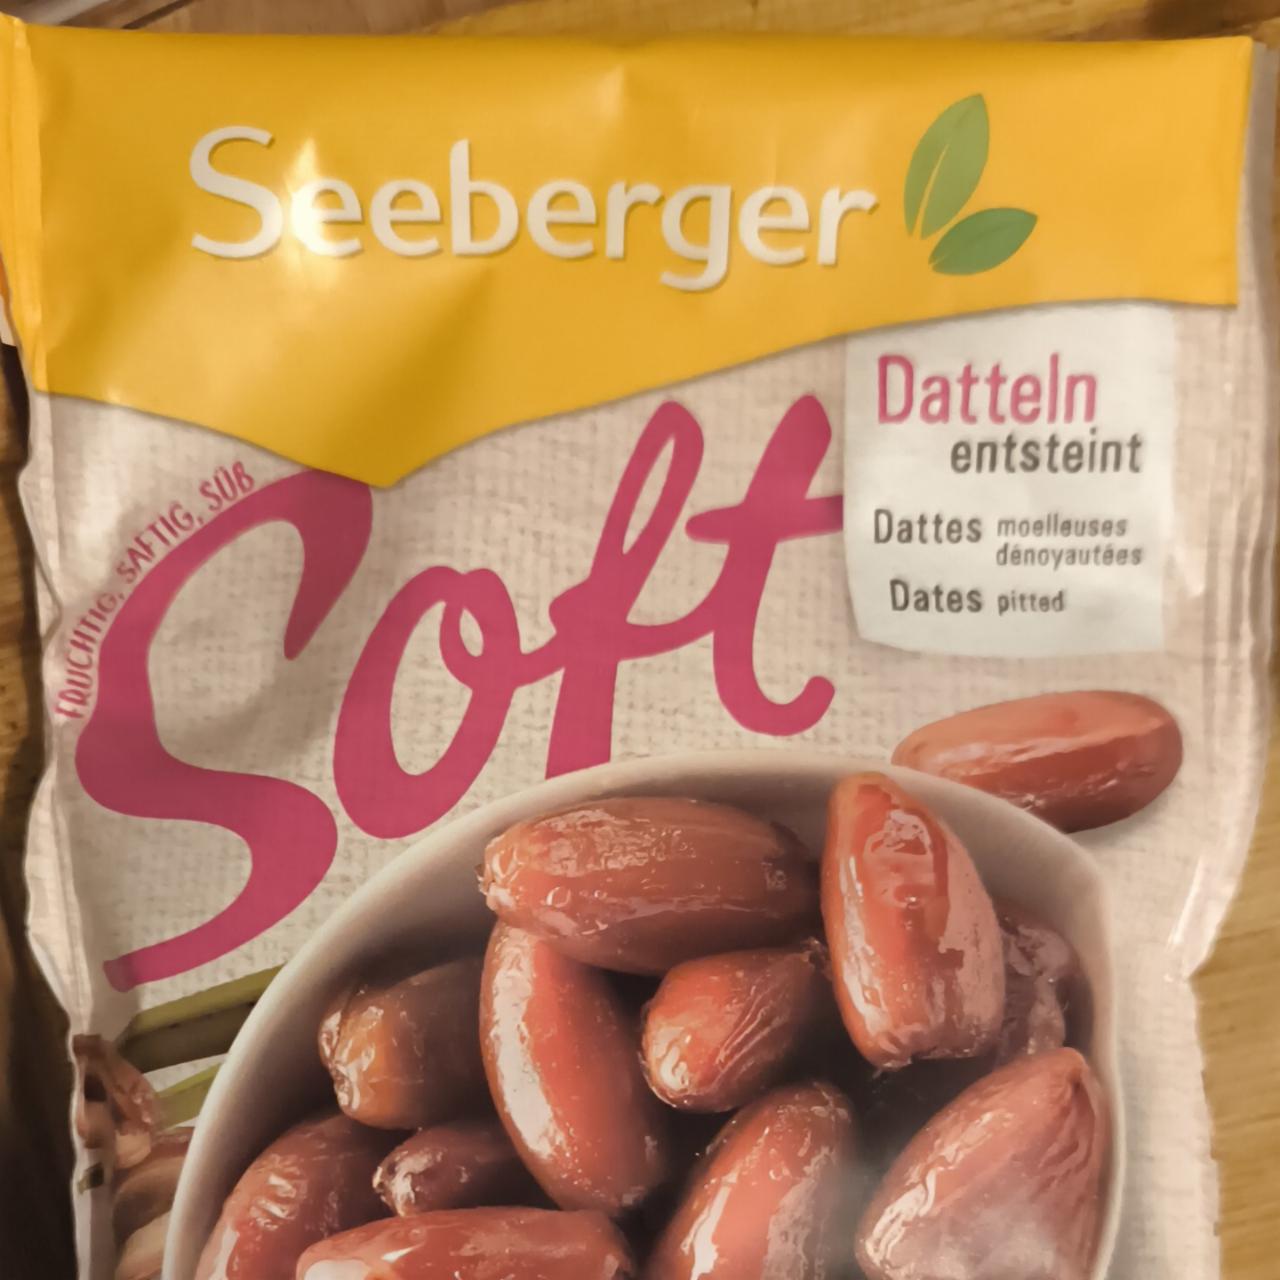 Seeberger
FRUCHTIG, SAFTIG, SÜß
Soft
Datteln
entsteint
Dattes moelleuses
dénoyautées
Dates pitted